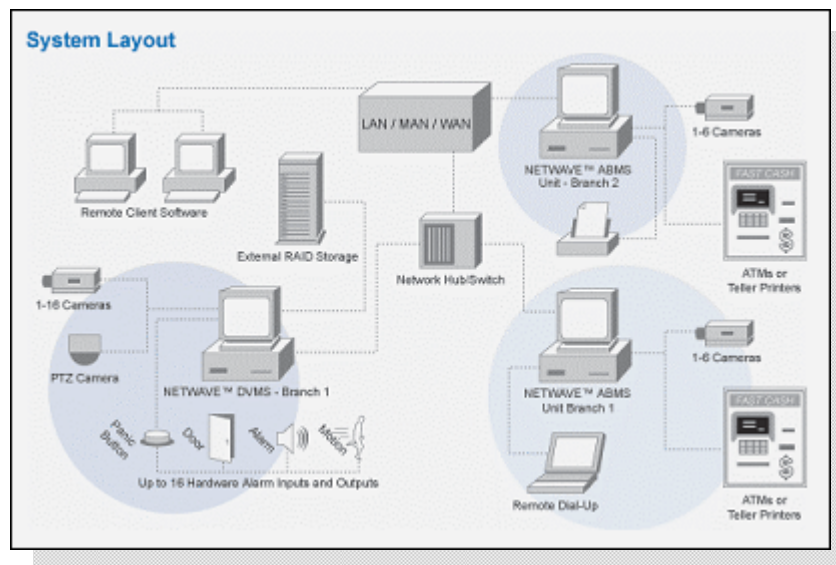 System Layout
LAN / MAN / WAN
1-6 Cameras
NETWAVE™ ABMS
Unit - Branch 2
FAST CASH
Remote Client Software
External RAID Storage
Network Hub/Switch
ATMs or
Teller Printers
1-16 Cameras
PTZ Camera
NETWAVE™ DVMS - Branch 1
1-6 Cameras
NETWAVE™ ABMS
Unit Branch 1
FAST CASH
Panic
Button
Door
Alarm
Motion
Up to 16 Hardware Alarm Inputs and Outputs
Remote Dial-Up
ATMs or
Teller Printers